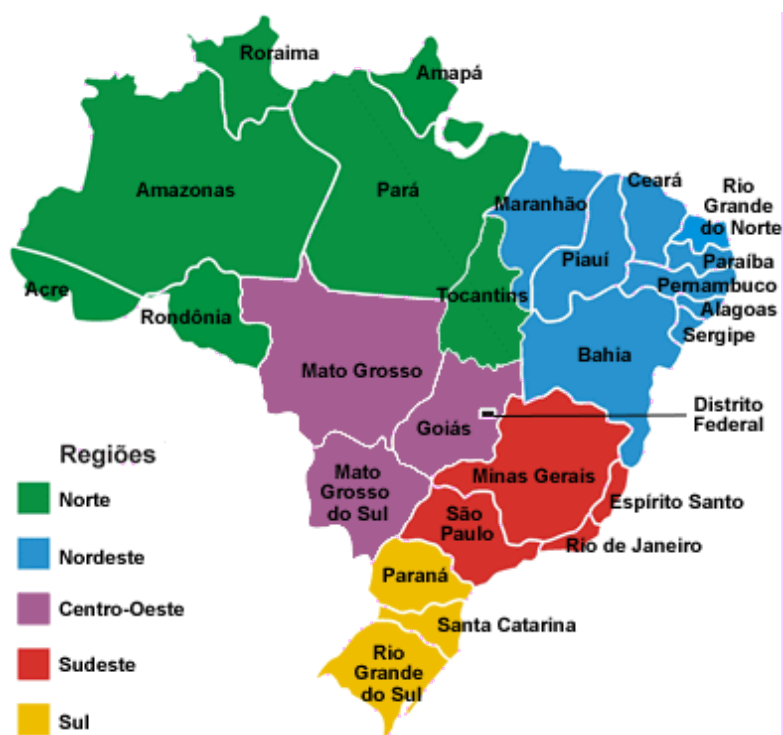 Roraima
Amapá
Amazonas
Pará
Maranhão
Ceará
Rio
Grande
do Norte
Piauí
Paraíba
Pernambuco
Alagoas
Sergipe
Acre
Rondônia
Tocantins
Bahia
Mato Grosso
Goiás
Distrito
Federal
Mato
Grosso
do Sul
Minas Gerais
Espírito Santo
São
Paulo
Rio de Janeiro
Paraná
Santa Catarina
Rio
Grande
do Sul
Regiões
Norte
Nordeste
Centro-Oeste
Sudeste
Sul